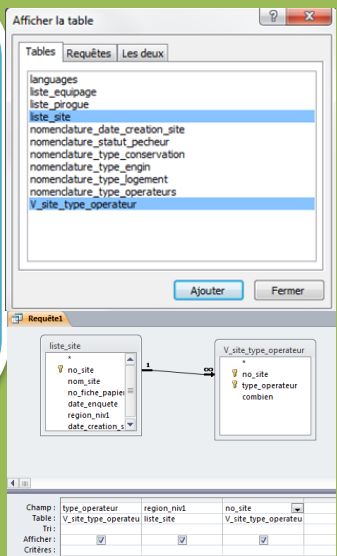 Afficher la table
Tables Requêtes Les deux
languages
liste_equipage
liste_pirogue
liste_site
nomenclature_date_creation_site
nomenclature_statut_pecheur
nomenclature_type_conservation
nomenclature_type_engin
nomenclature_type_logement
nomenclature_type_operateurs
V_site_type_operateur
Ajouter Fermer
Requête1
liste_site
*
no_site
nom_site
no_fiche_papier
date_enquete
region_niv1
date_creation_s
1 ∞
V_site_type_operateur
*
no_site
type_operateur
combien
Champ : type_operateur region_niv1 no_site
Table : V_site_type_operateu liste_site V_site_type_operateu
Tri :
Afficher :
Critères :